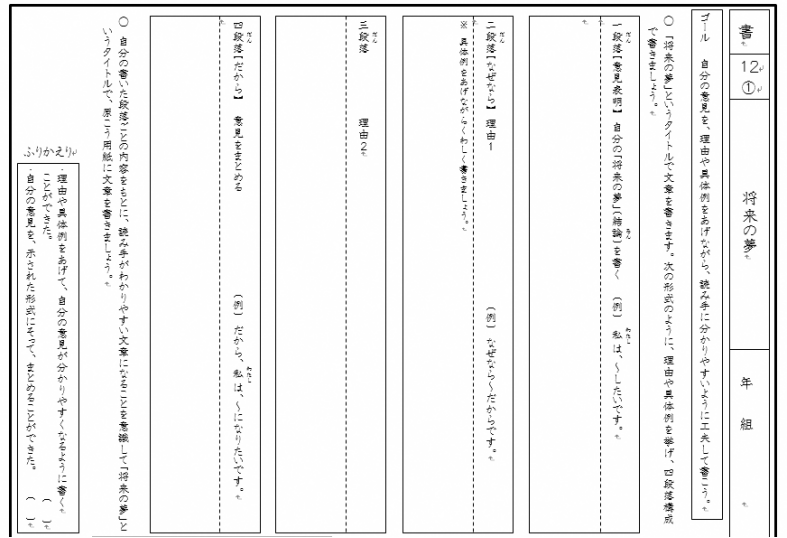 書
12
①
将来の夢
年 組
ゴール 自分の意見を、理由や具体例をあげながら、読み手に分かりやすいように工夫して書こう。
○ 「将来の夢」というタイトルで文章を書きます。次の形式のように、理由や具体例を挙げ、四段落構成
で書きましょう。
一段落【意見表明】 自分の「将来の夢」(結論)を書く (例) 私は、~したいです。
二段落【なぜなら】 理由1 (例) なぜなら~だからです。
※ 具体例をあげながらくわしく書きましょう。
三段落 理由2
四段落【だから】 意見をまとめる (例) だから、私は、~になりたいです。
○ 自分の書いた段落ごとの内容をもとに、読み手がわかりやすい文章になることを意識して「将来の夢」と
いうタイトルで、原こう用紙に文章を書きましょう。
ふりかえり
・理由や具体例をあげて、自分の意見が分かりやすくなるように書く
ことができた。 ( )
・自分の意見を、示された形式にそって、まとめることができた。 ( )